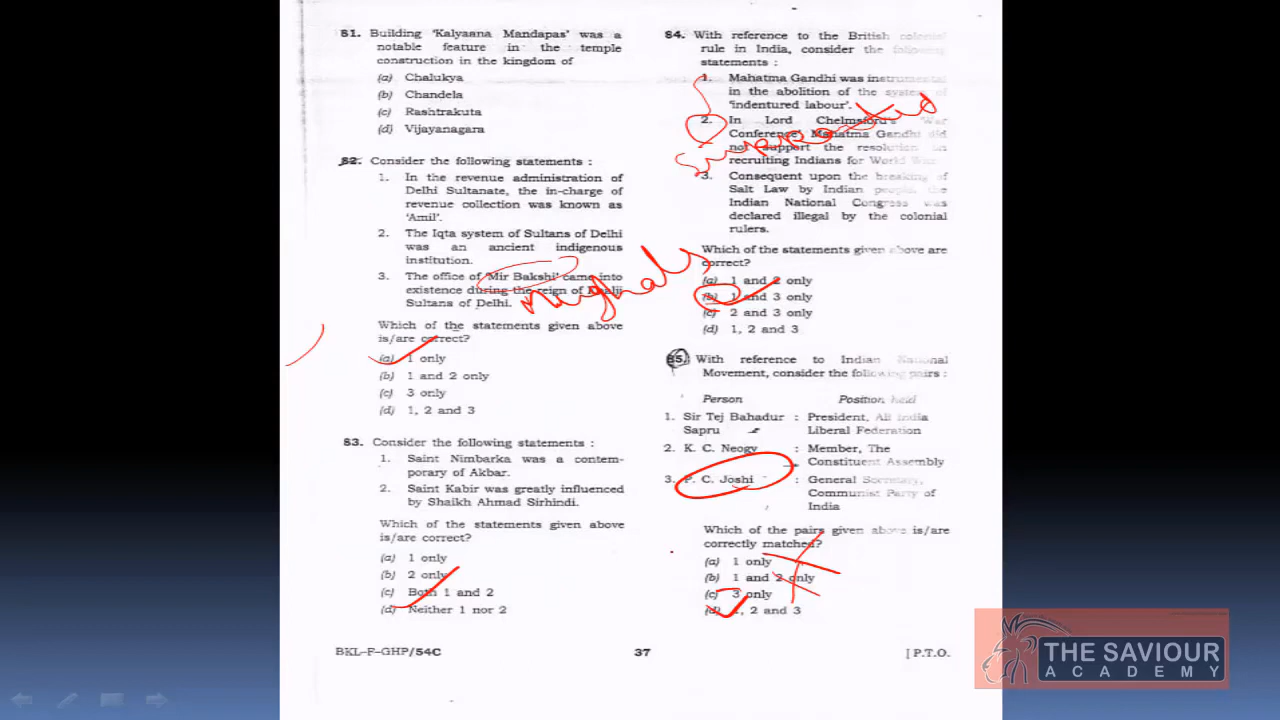 81. Building 'Kalyaana Mandapas' was a
notable feature in the temple
construction in the kingdom of
(a) Chalukya
(b) Chandela
(c) Rashtrakuta
(d) Vijayanagara
82. Consider the following statements :
1. In the revenue administration of
Delhi Sultanate, the in-charge of
revenue collection was known as
'Amil'.
2. The Iqta system of Sultans of Delhi
was an ancient indigenous
institution.
3. The office of 'Mir Bakshi' came into
existence during the reign of Khalji
Sultans of Delhi.
Mughals
Which of the statements given above
is/are correct?
(a) 1 only
(b) 1 and 2 only
(c) 3 only
(d) 1, 2 and 3
83. Consider the following statements :
1. Saint Nimbarka was a contem-
porary of Akbar.
2. Saint Kabir was greatly influenced
by Shaikh Ahmad Sirhindi.
Which of the statements given above
is/are correct?
(a) 1 only
(b) 2 only
(c) Both 1 and 2
(d) Neither 1 nor 2
84. With reference to the British colonial
rule in India, consider the following
statements :
1. Mahatma Gandhi was instrumental
in the abolition of the system of
'indentured labour'.
2. In Lord Chelmsford's 'War
Conference' Mahatma Gandhi did
not support the resolution on
recruiting Indians for World War.
supported
3. Consequent upon the breaking of
Salt Law by Indian people, the
Indian National Congress was
declared illegal by the colonial
rulers.
Which of the statements given above are
correct?
(a) 1 and 2 only
(b) 1 and 3 only
(c) 2 and 3 only
(d) 1, 2 and 3
85. With reference to Indian National
Movement, consider the following pairs :
Person Position held
1. Sir Tej Bahadur : President, All India
Sapru Liberal Federation
2. K. C. Neogy : Member, The
Constituent Assembly
3. P. C. Joshi : General Secretary,
Communist Party of
India
Which of the pairs given above is/are
correctly matched?
(a) 1 only
(b) 1 and 2 only
(c) 3 only
(d) 1, 2 and 3
BKL-F-GHP/54C 37 [ P.T.O.
THE SAVIOUR
ACADEMY